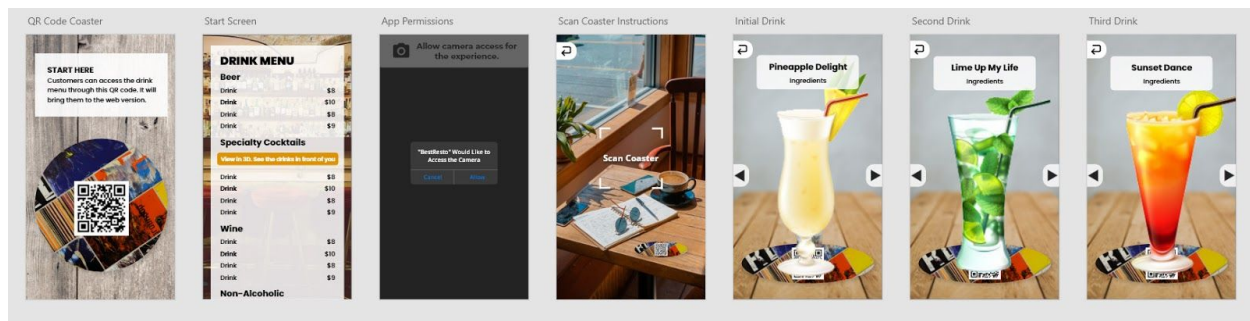 QR Code Coaster
START HERE
Customers can access the drink
menu through this QR code. It will
bring them to the web version.
Start Screen
DRINK MENU
Beer
Drink $8
Drink $10
Drink $8
Drink $9
Specialty Cocktails
View in 3D. See the drinks in front of you
Drink $8
Drink $10
Drink $8
Drink $9
Wine
Drink $8
Drink $10
Drink $8
Drink $9
Non-Alcoholic
App Permissions
Allow camera access for
the experience.
"BestResto" Would Like to
Access the Camera
Cancel Allow
Scan Coaster Instructions
Scan Coaster
Initial Drink
Pineapple Delight
Ingredients
Second Drink
Lime Up My Life
Ingredients
Third Drink
Sunset Dance
Ingredients